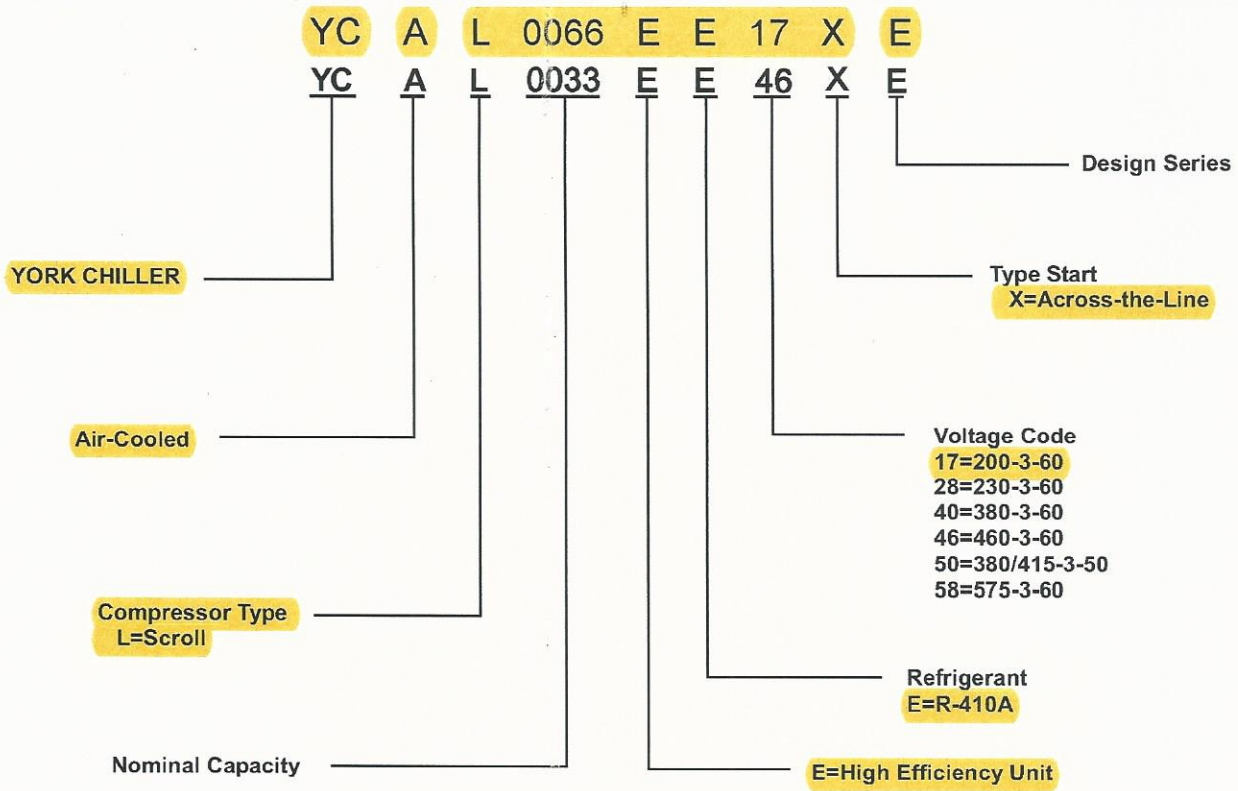 YC A L 0066 E E 17 X E
YC A L 0033 E E 46 X E
Design Series
YORK CHILLER
Type Start
X=Across-the-Line
Air-Cooled
Voltage Code
17=200-3-60
28=230-3-60
40=380-3-60
46=460-3-60
50=380/415-3-50
58=575-3-60
Compressor Type
L=Scroll
Refrigerant
E=R-410A
Nominal Capacity
E=High Efficiency Unit